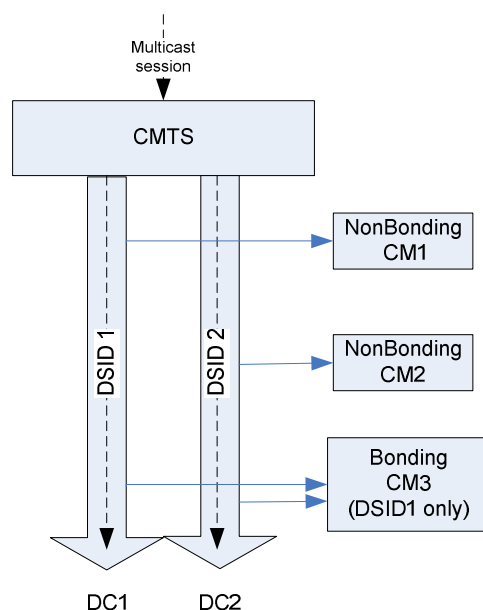 Multicast
session
CMTS
NonBonding
CM1
DSID 1
DSID 2
NonBonding
CM2
Bonding
CM3
(DSID1 only)
DC1
DC2